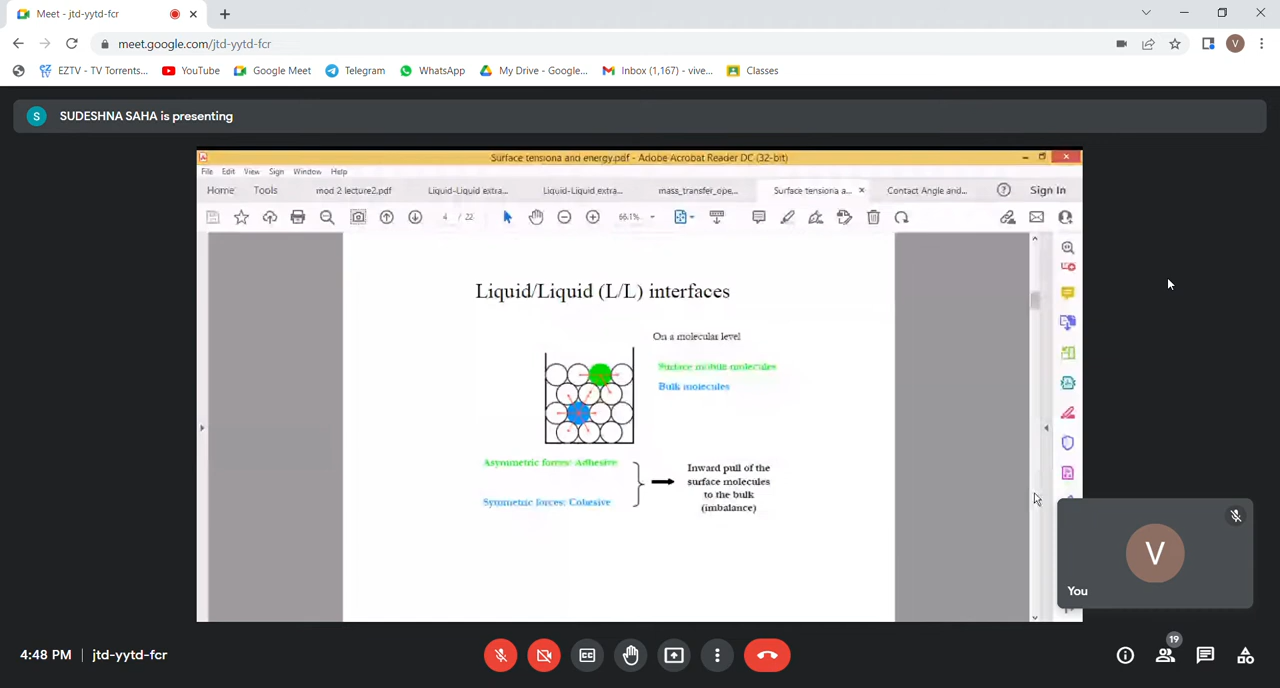 Meet - jtd-yytd-fcr
meet.google.com/jtd-yytd-fcr
V
EZTV - TV Torrents...
YouTube
Google Meet
Telegram
WhatsApp
My Drive - Google...
Inbox (1,167) - vive...
Classes
S
SUDESHNA SAHA is presenting
Surface tensiona and energy.pdf - Adobe Acrobat Reader DC (32-bit)
File Edit View Sign Window Help
Home Tools mod 2 lecture2.pdf Liquid-Liquid extra... Liquid-Liquid extra... mass_transfer_ope... Surface tensiona a... × Contact Angle and... ? Sign In
4 / 22 66.1%
Liquid/Liquid (L/L) interfaces
On a molecular level
Surface mobile molecules
Bulk molecules
Asymmetric forces: Adhesive
Symmetric forces: Cohesive
Inward pull of the
surface molecules
to the bulk
(imbalance)
V
You
4:48 PM | jtd-yytd-fcr
CC
19